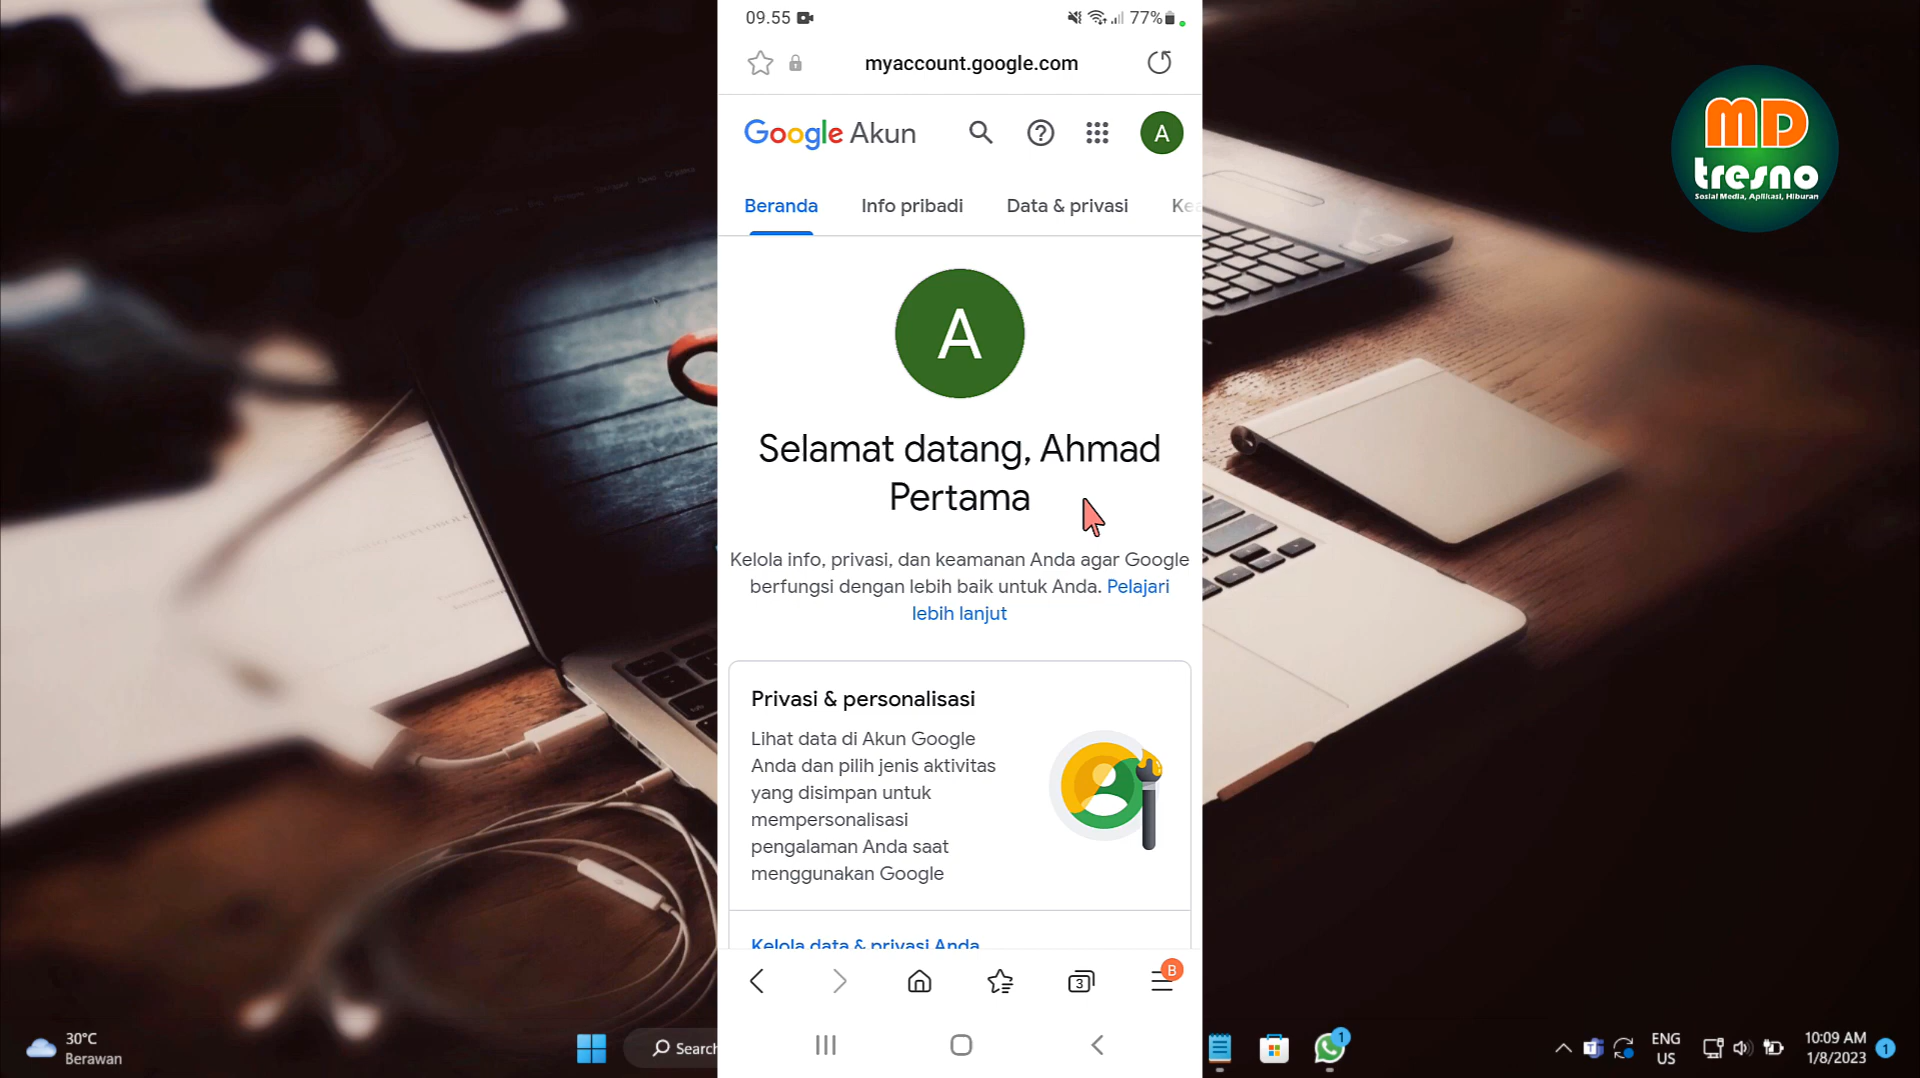 09.55
77%
myaccount.google.com
Google Akun
A
Beranda
Info pribadi
Data & privasi
Kea
A
Selamat datang, Ahmad
Pertama
Kelola info, privasi, dan keamanan Anda agar Google
berfungsi dengan lebih baik untuk Anda. Pelajari
lebih lanjut
Privasi & personalisasi
Lihat data di Akun Google
Anda dan pilih jenis aktivitas
yang disimpan untuk
mempersonalisasi
pengalaman Anda saat
menggunakan Google
Kelola data & privasi Anda
3
B
MD
tresno
Sosial Media, Aplikasi, Hiburan
30°C
Berawan
Search
1
ENG
US
10:09 AM
1/8/2023
1